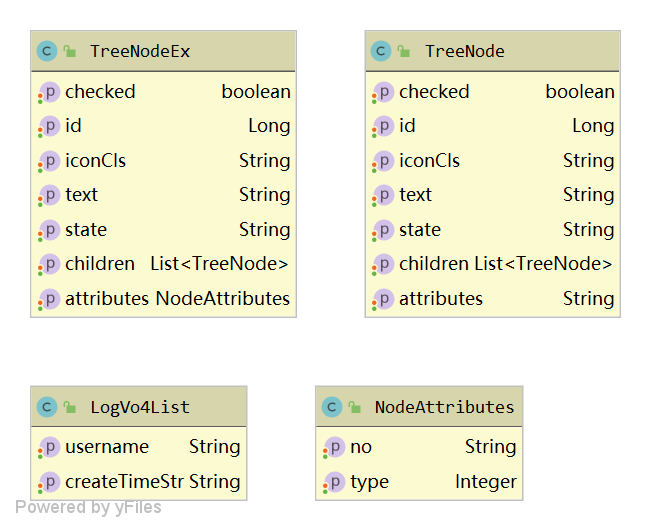 C TreeNodeEx
p checked boolean
p id Long
p iconCls String
p text String
p state String
p children List<TreeNode>
p attributes NodeAttributes
C TreeNode
p checked boolean
p id Long
p iconCls String
p text String
p state String
p children List<TreeNode>
p attributes String
C LogVo4List
p username String
p createTimeStr String
C NodeAttributes
p no String
p type Integer
Powered by yFiles